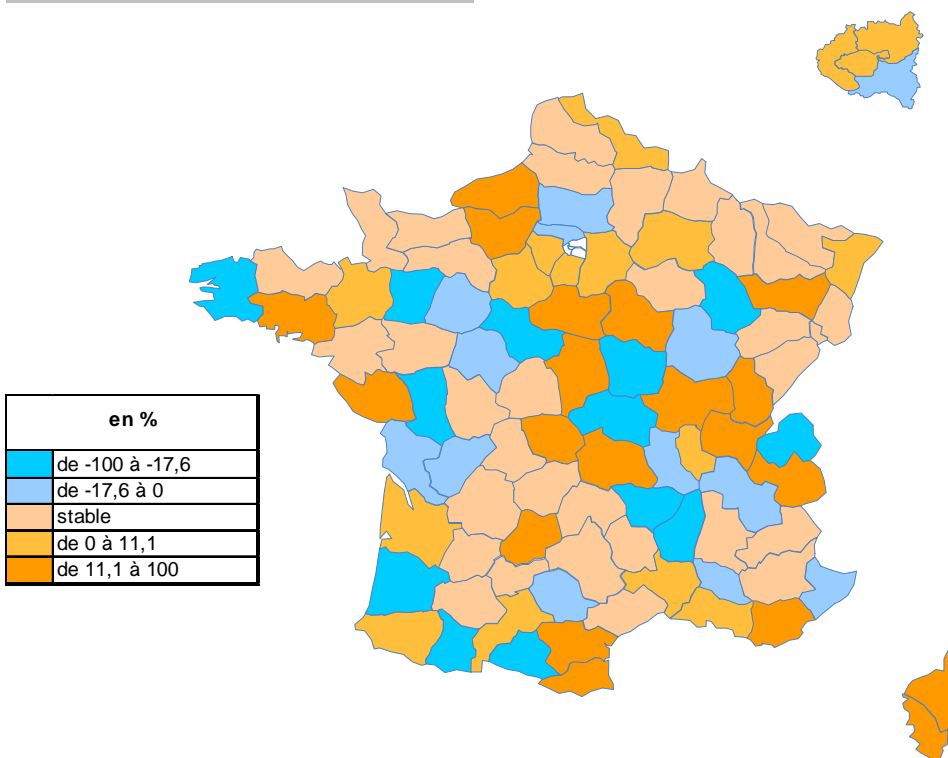 en %
de -100 à -17,6
de -17,6 à 0
stable
de 0 à 11,1
de 11,1 à 100